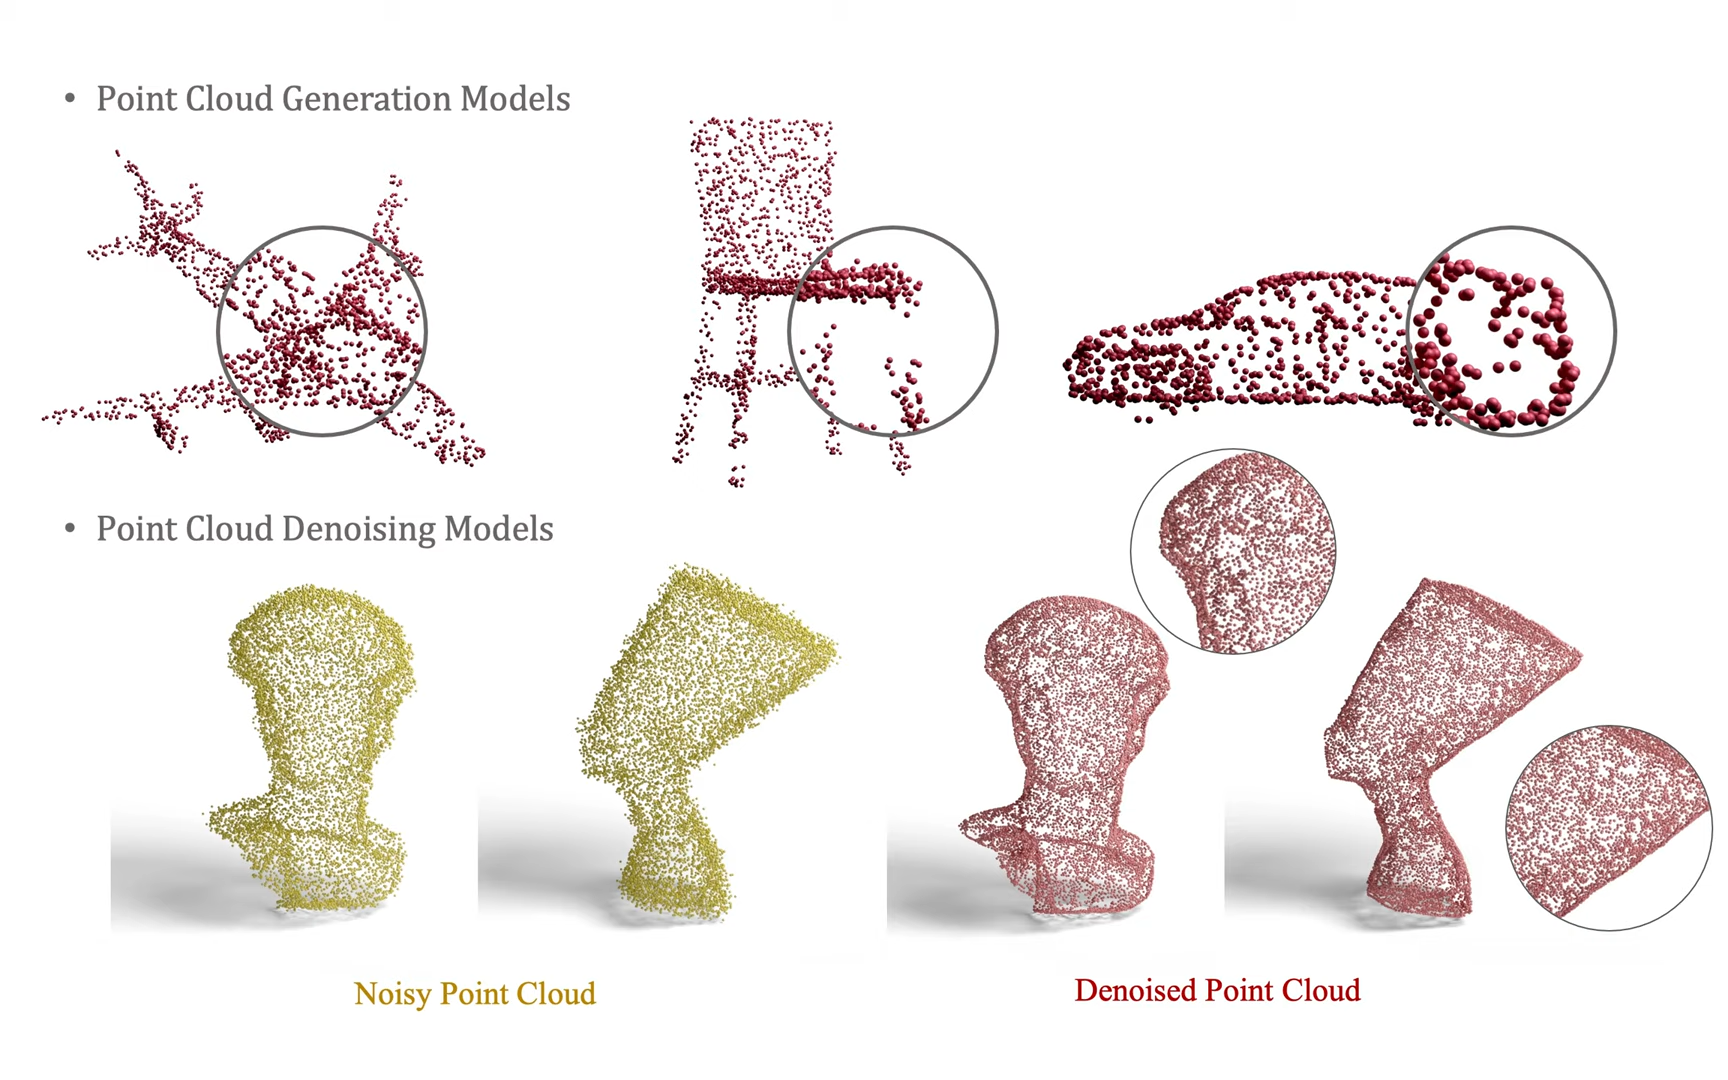 • Point Cloud Generation Models
• Point Cloud Denoising Models
Noisy Point Cloud
Denoised Point Cloud